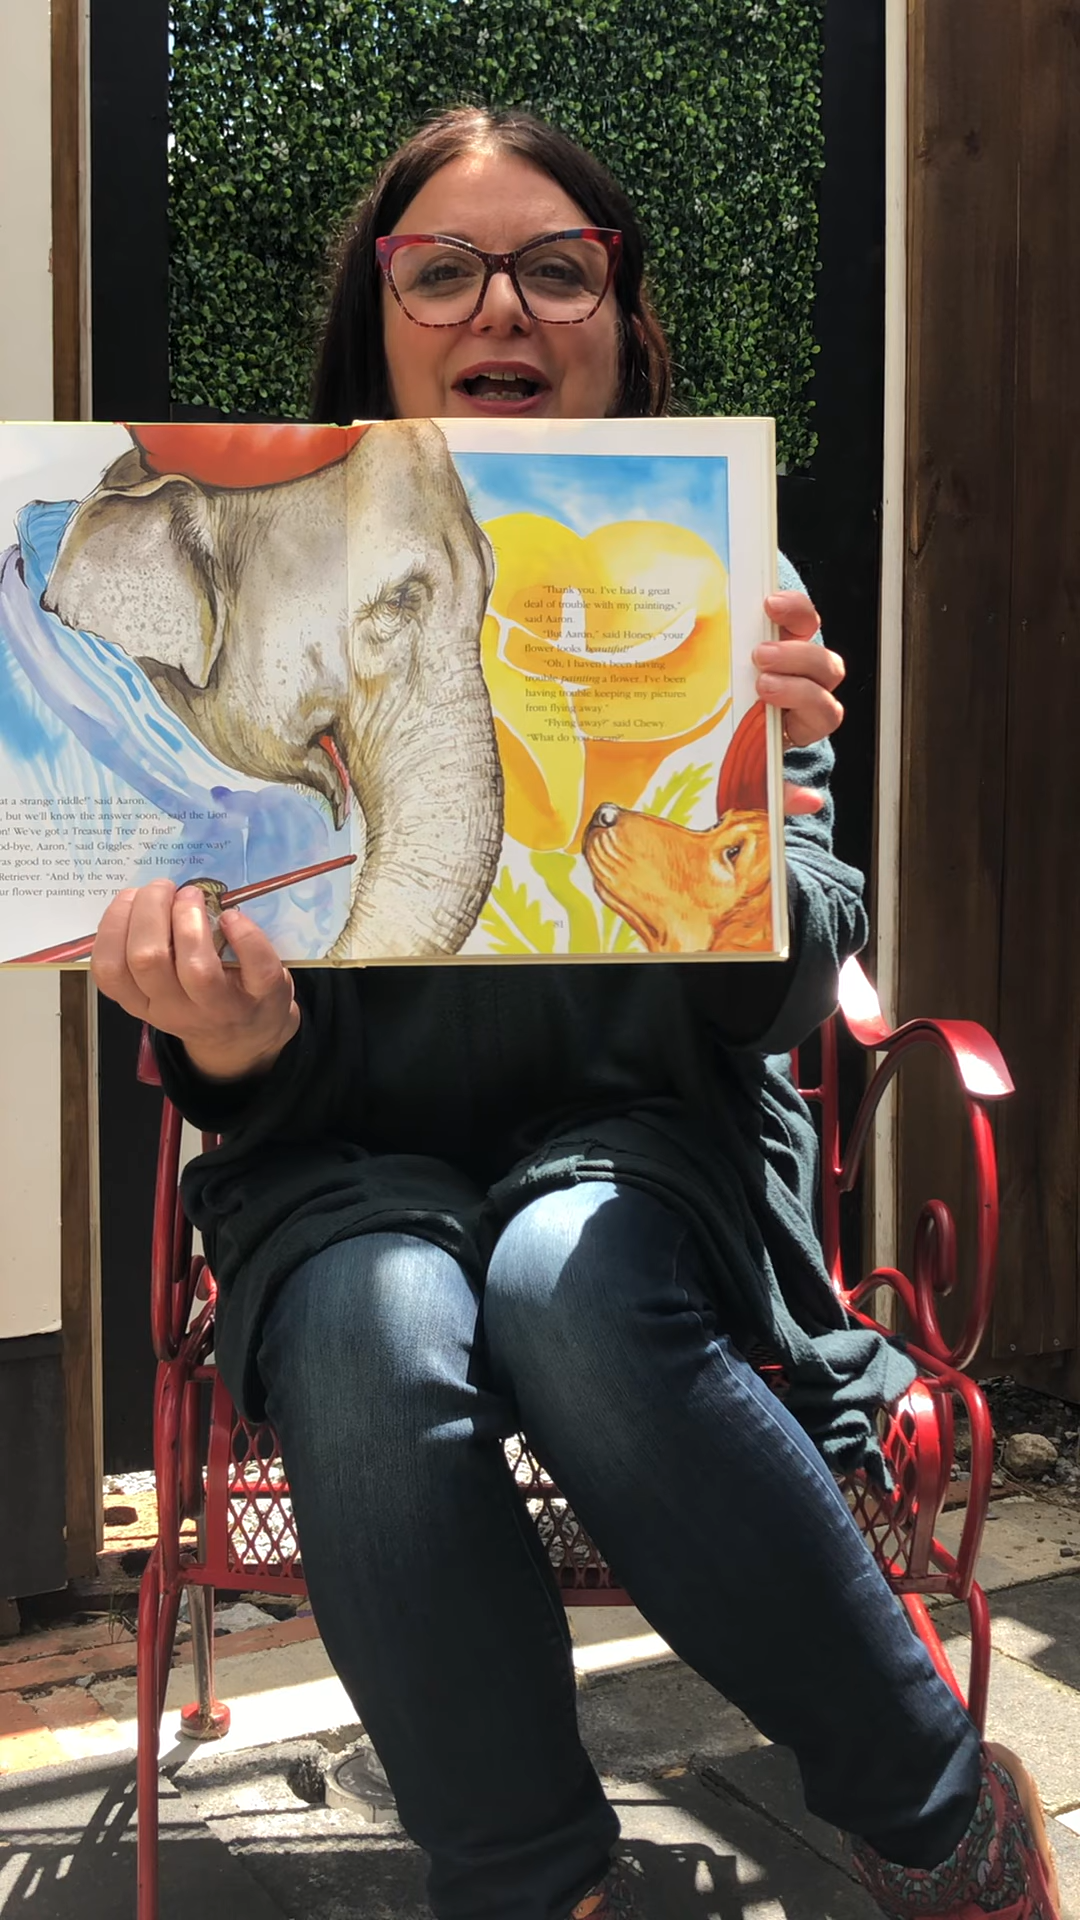 at a strange riddle!" said Aaron.
, but we'll know the answer soon," said the Lion
on! We've got a Treasure Tree to find!"
od-bye, Aaron," said Giggles. "We're on our way!"
as good to see you Aaron," said Honey the
Retriever. "And by the way,
ur flower painting very m
"Thank you. I've had a great
deal of trouble with my paintings,"
said Aaron.
"But Aaron," said Honey, "your
flower looks beautiful!"
"Oh, I haven't been having
trouble painting a flower. I've been
having trouble keeping my pictures
from flying away."
"Flying away?" said Chewy.
"What do you mean?"
81